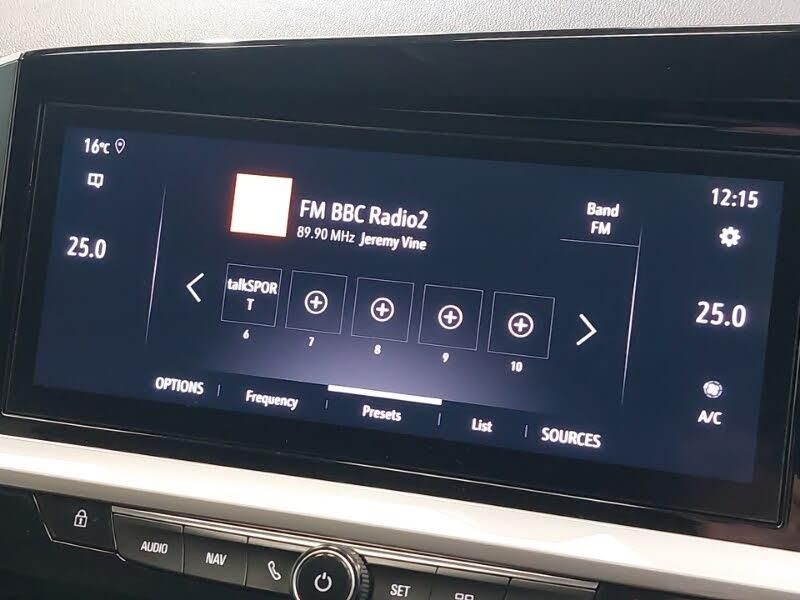 16°C
12:15
FM BBC Radio2
89.90 MHz Jeremy Vine
Band
FM
25.0
25.0
talkSPOR
T
6
7
8
9
10
A/C
OPTIONS
Frequency
Presets
List
SOURCES
AUDIO
NAV
SET